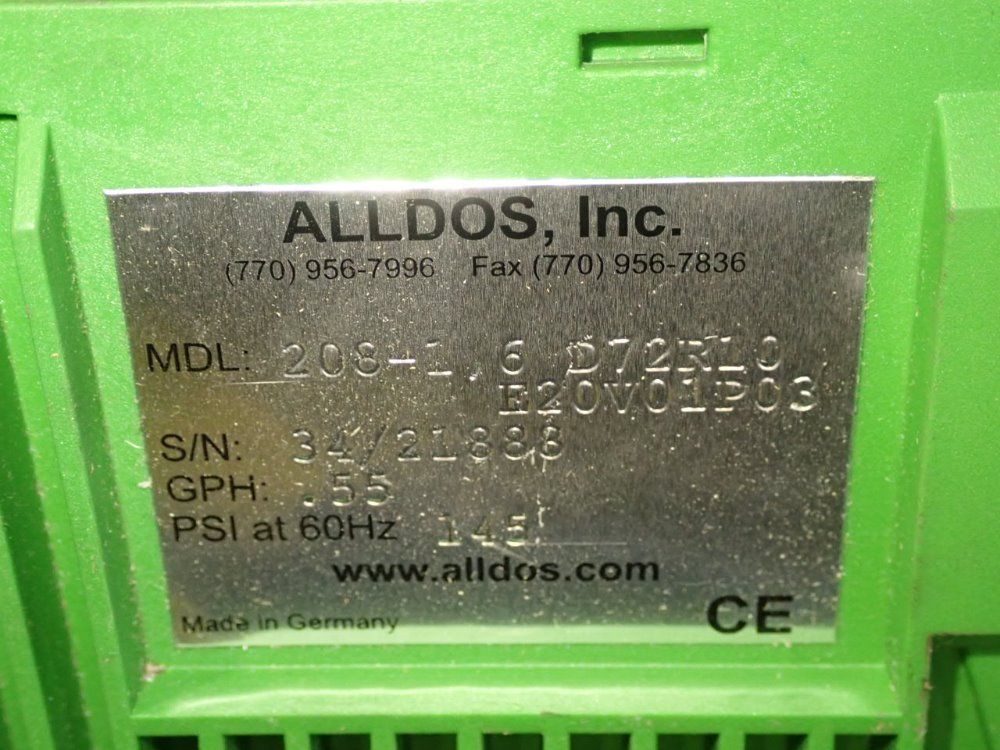 ALLDOS, Inc.
(770) 956-7996 Fax (770) 956-7836
MDL: 208-1,6 D72RL0
E20V01P03
S/N: 34/21888
GPH: .55
PSI at 60Hz 145
www.alldos.com
Made in Germany CE